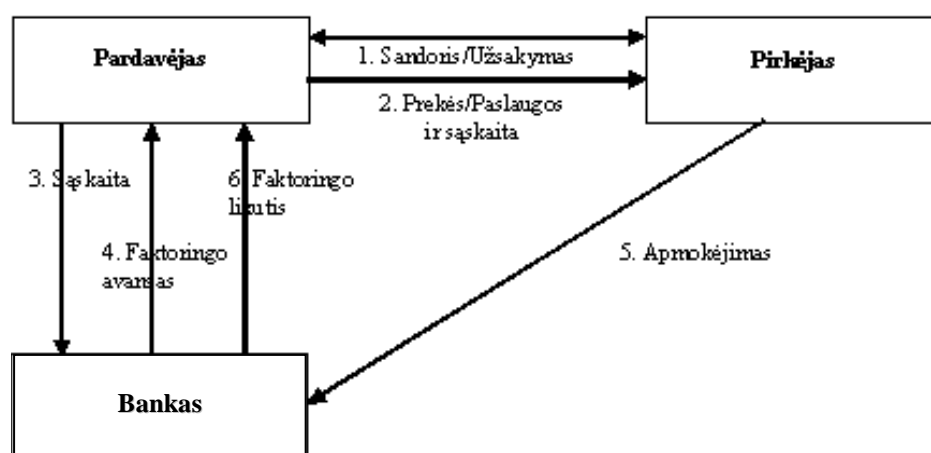 Pardavėjas
Pirkėjas
1. Sandoris/Užsakymas
2. Prekės/Paslaugos
ir sąskaita
3. Sąskaita
6. Faktoringo
likutis
4. Faktoringo
avansas
5. Apmokėjimas
Bankas